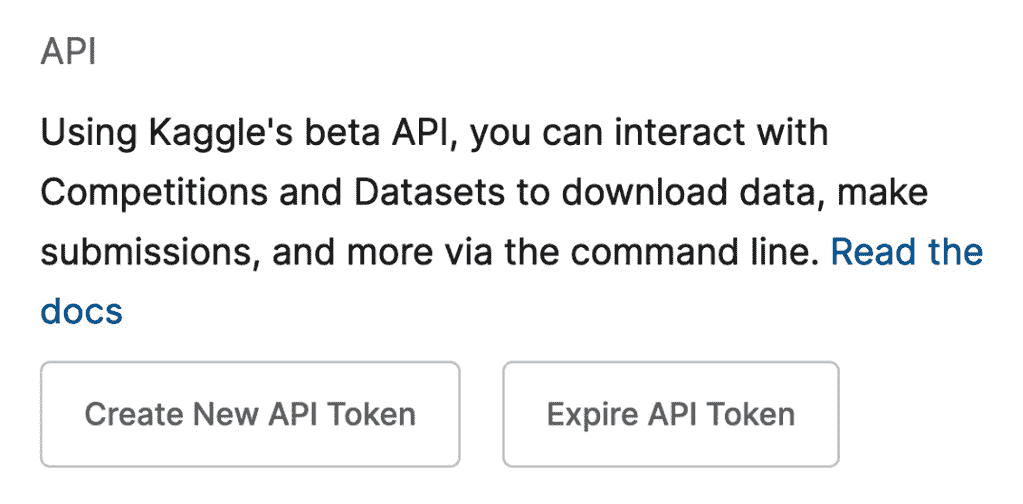 API
Using Kaggle's beta API, you can interact with
Competitions and Datasets to download data, make
submissions, and more via the command line. Read the
docs
Create New API Token
Expire API Token